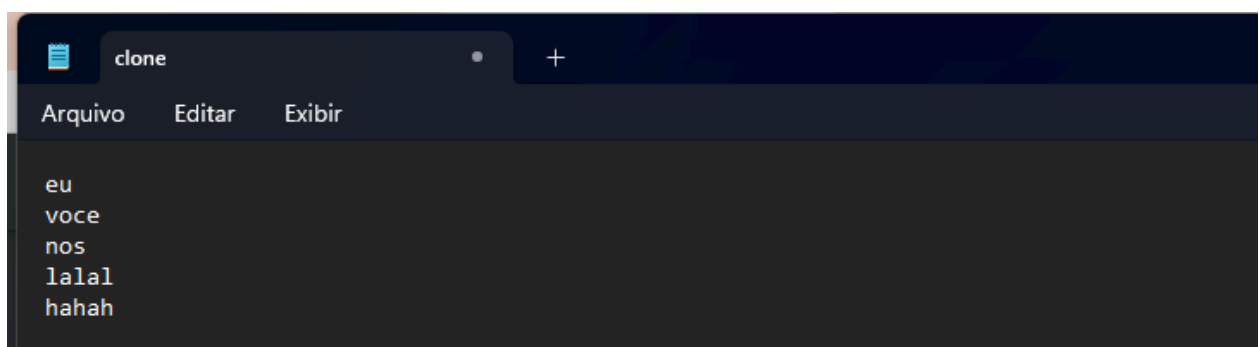 clone
Arquivo Editar Exibir
eu
voce
nos
lalal
hahah